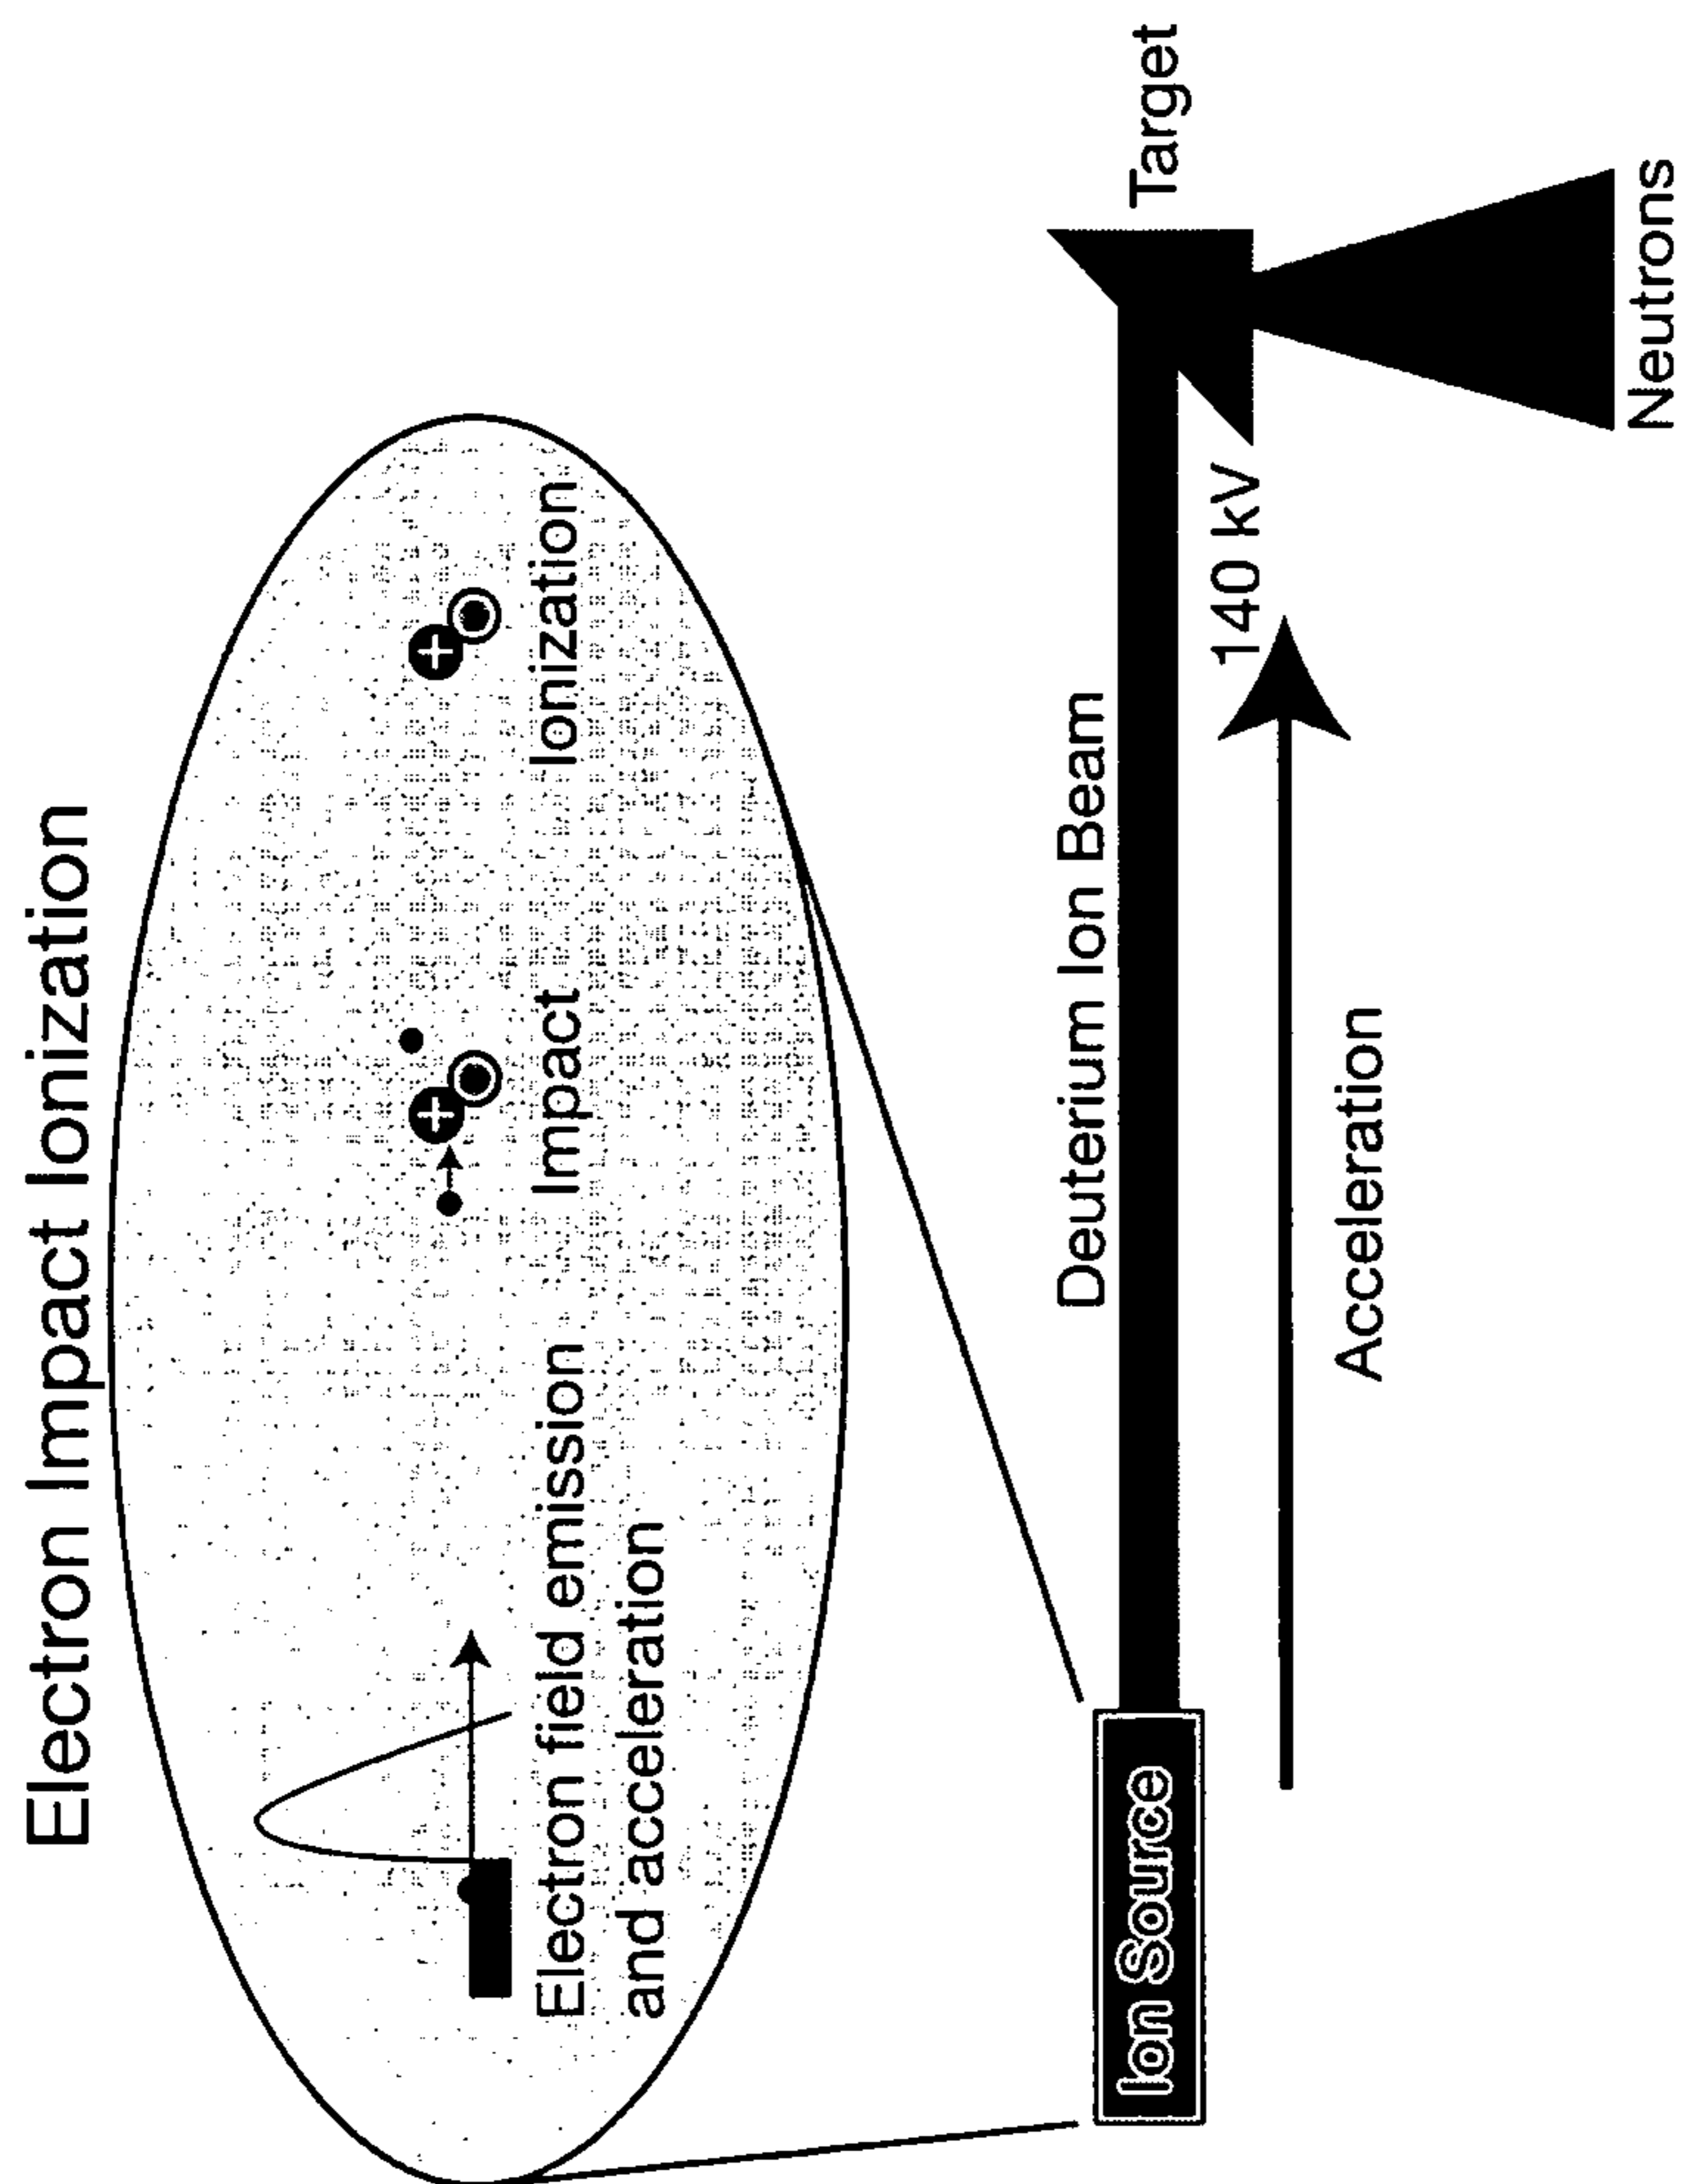 Electron Impact Ionization
Electron field emission
and acceleration
Impact
Ionization
Deuterium Ion Beam
Target
Ion Source
140 kV
Acceleration
Neutrons